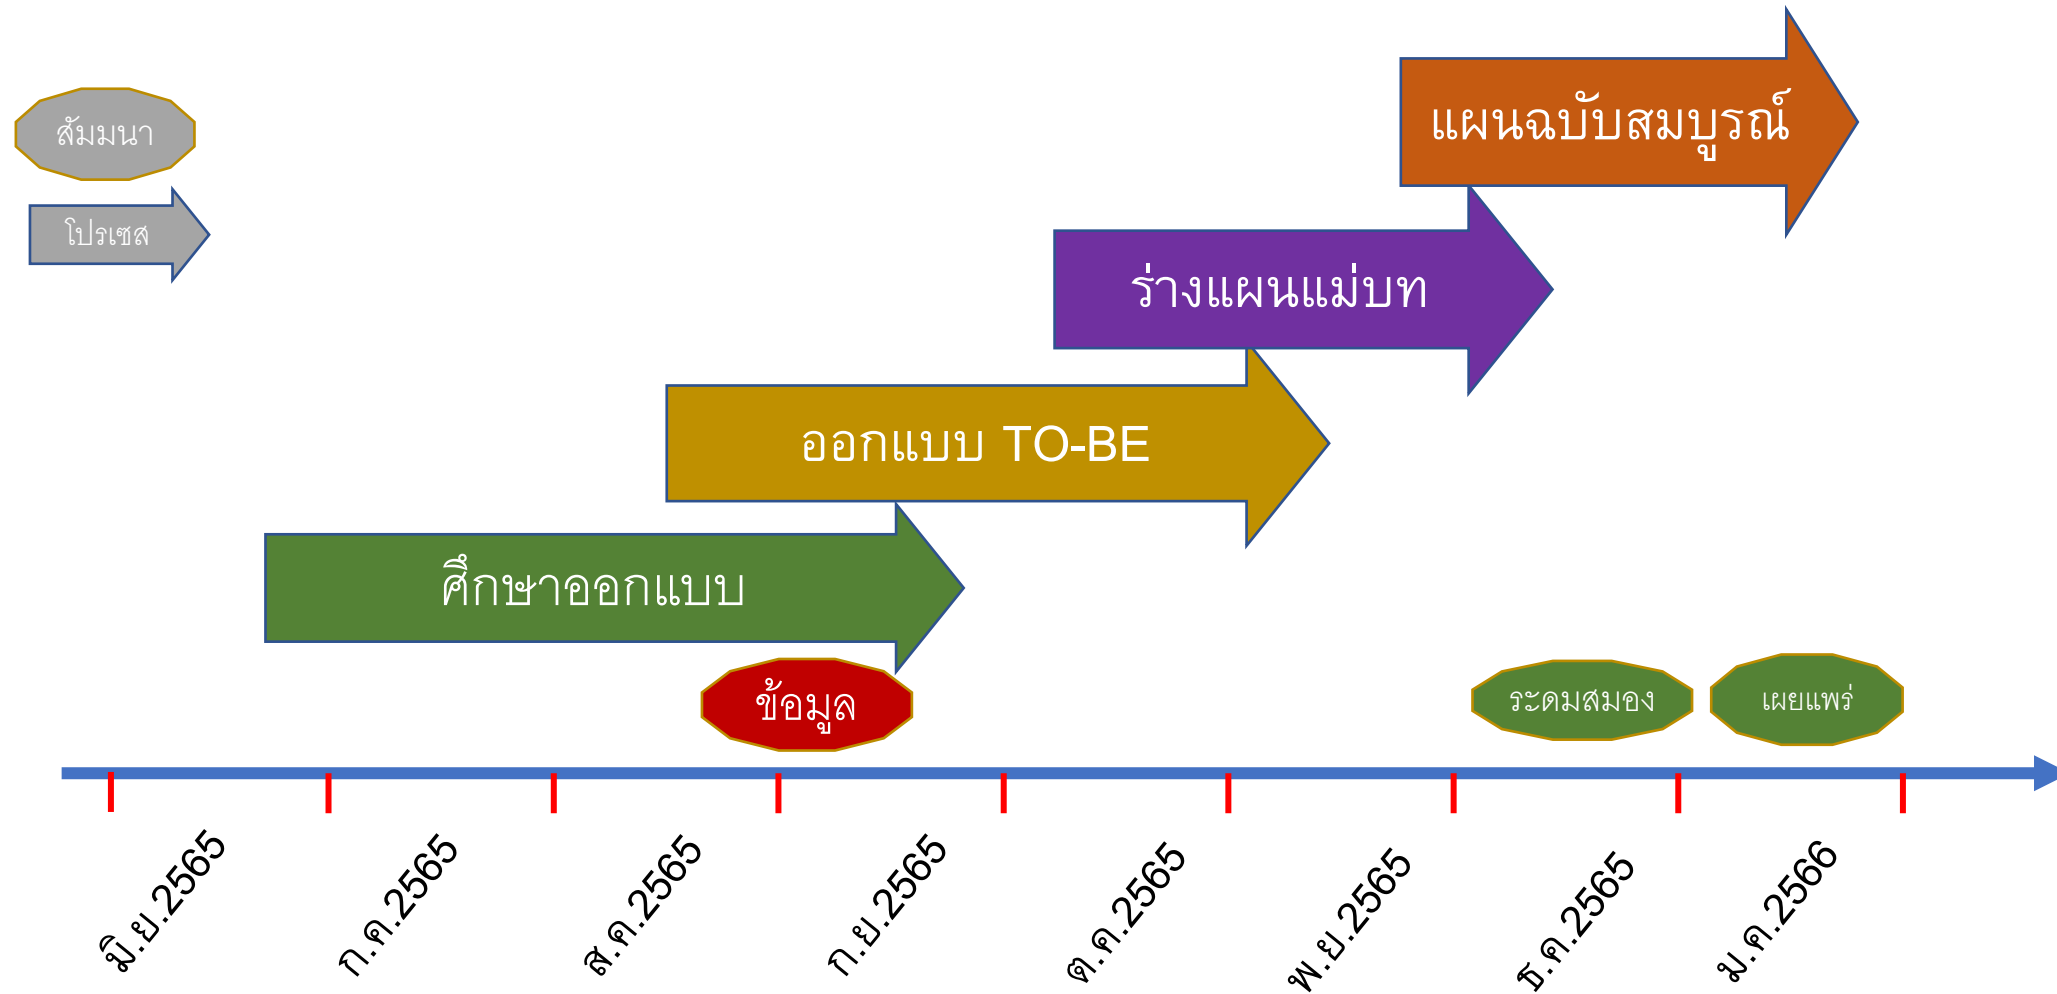 แผนฉบับสมบูรณ์
สัมมนา
โปรเซส
ร่างแผนแม่บท
ออกแบบ TO-BE
ศึกษาออกแบบ
ข้อมูล
ระดมสมอง
เผยแพร่
มิ.ย.2565
ก.ค.2565
ส.ค.2565
ก.ย.2565
ต.ค.2565
พ.ย.2565
ธ.ค.2565
ม.ค.2566